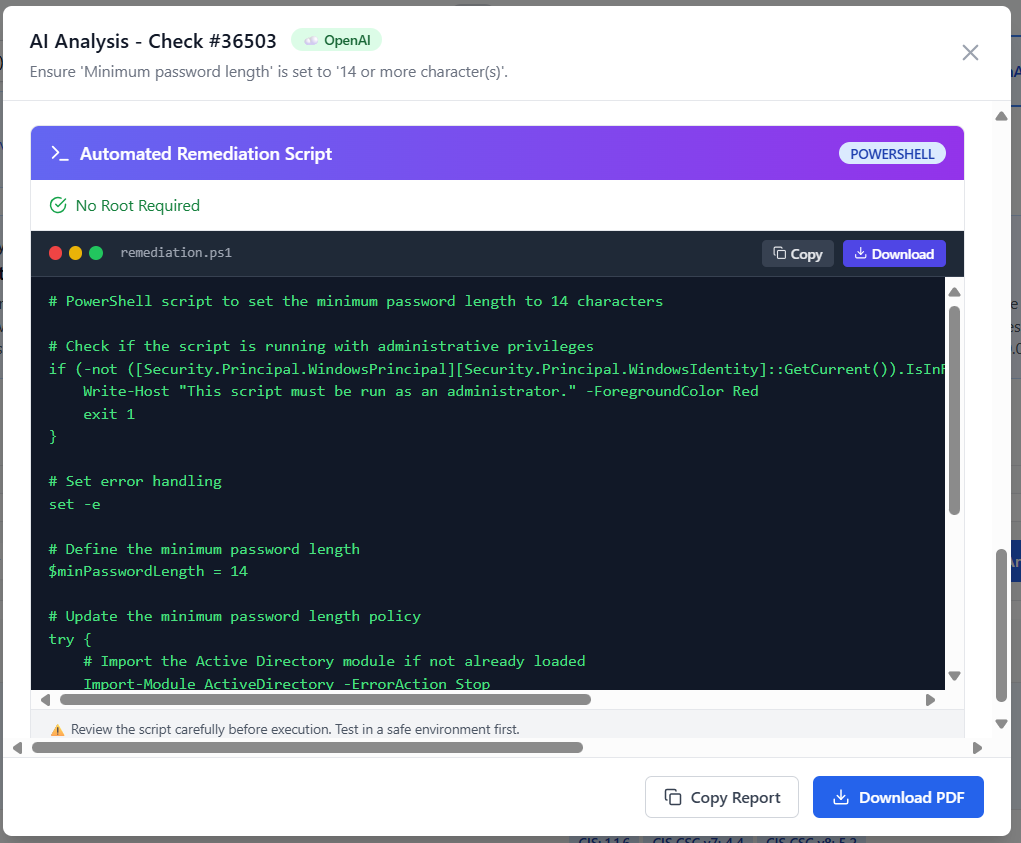 AI Analysis - Check #36503
OpenAI
Ensure 'Minimum password length' is set to '14 or more character(s)'.
Automated Remediation Script
POWERSHELL
No Root Required
remediation.ps1
Copy
Download
# PowerShell script to set the minimum password length to 14 characters
# Check if the script is running with administrative privileges
if (-not ([Security.Principal.WindowsPrincipal][Security.Principal.WindowsIdentity]::GetCurrent()).IsIn
Write-Host "This script must be run as an administrator." -ForegroundColor Red
exit 1
}
# Set error handling
set -e
# Define the minimum password length
$minPasswordLength = 14
# Update the minimum password length policy
try {
# Import the Active Directory module if not already loaded
Import-Module ActiveDirectory -ErrorAction Stop
Review the script carefully before execution. Test in a safe environment first.
Copy Report
Download PDF